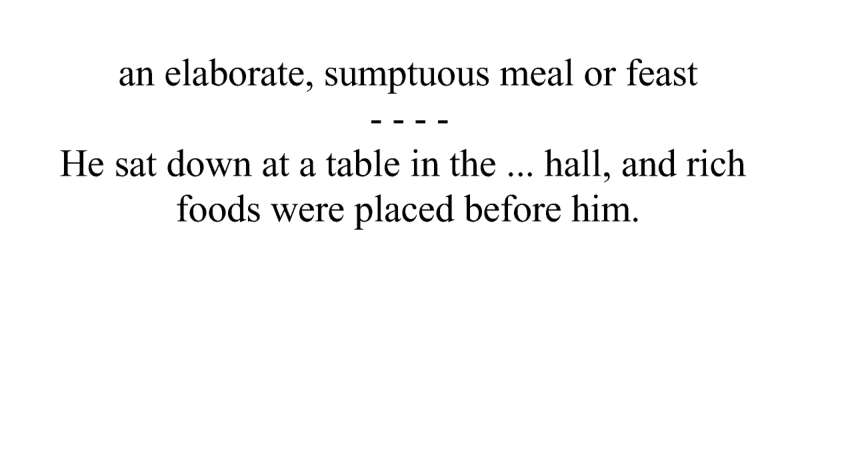 an elaborate, sumptuous meal or feast
- - - -
He sat down at a table in the ... hall, and rich
foods were placed before him.